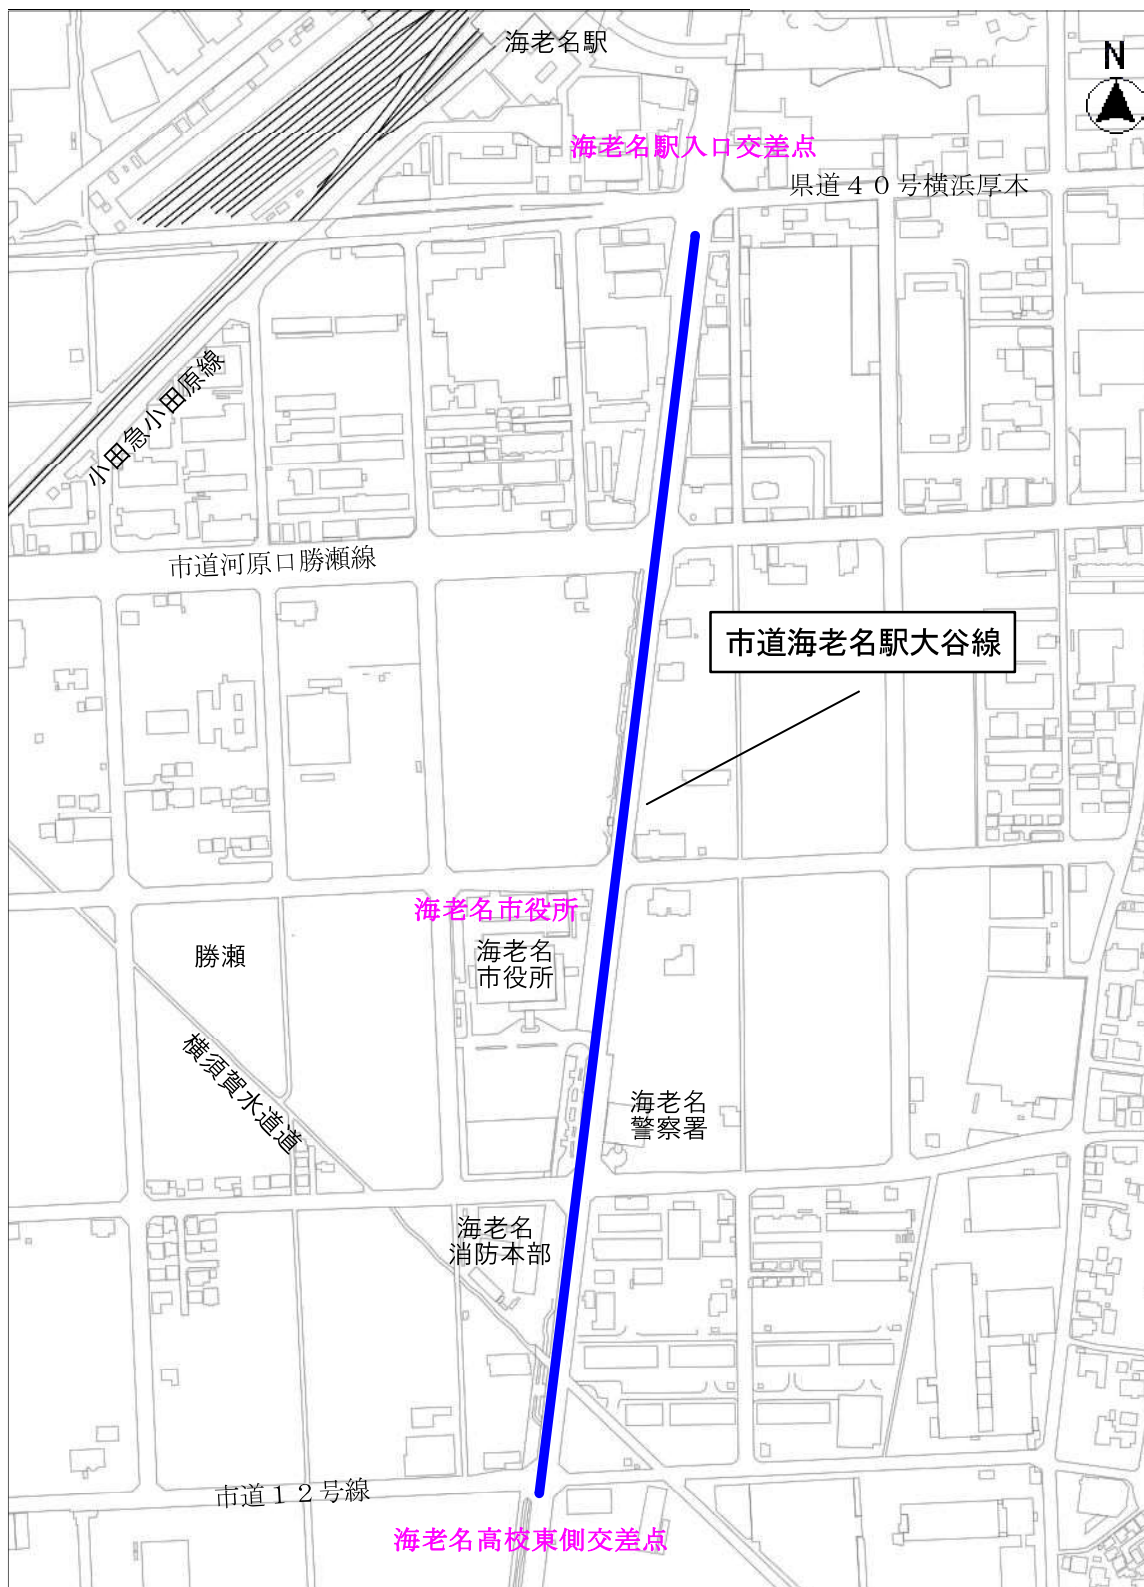 海老名駅
N
海老名駅入口交差点
県道４０号横浜厚木
小田急小田原線
市道河原口勝瀬線
市道海老名駅大谷線
海老名市役所
勝瀬
海老名
市役所
横須賀水道道
海老名
警察署
海老名
消防本部
市道１２号線
海老名高校東側交差点